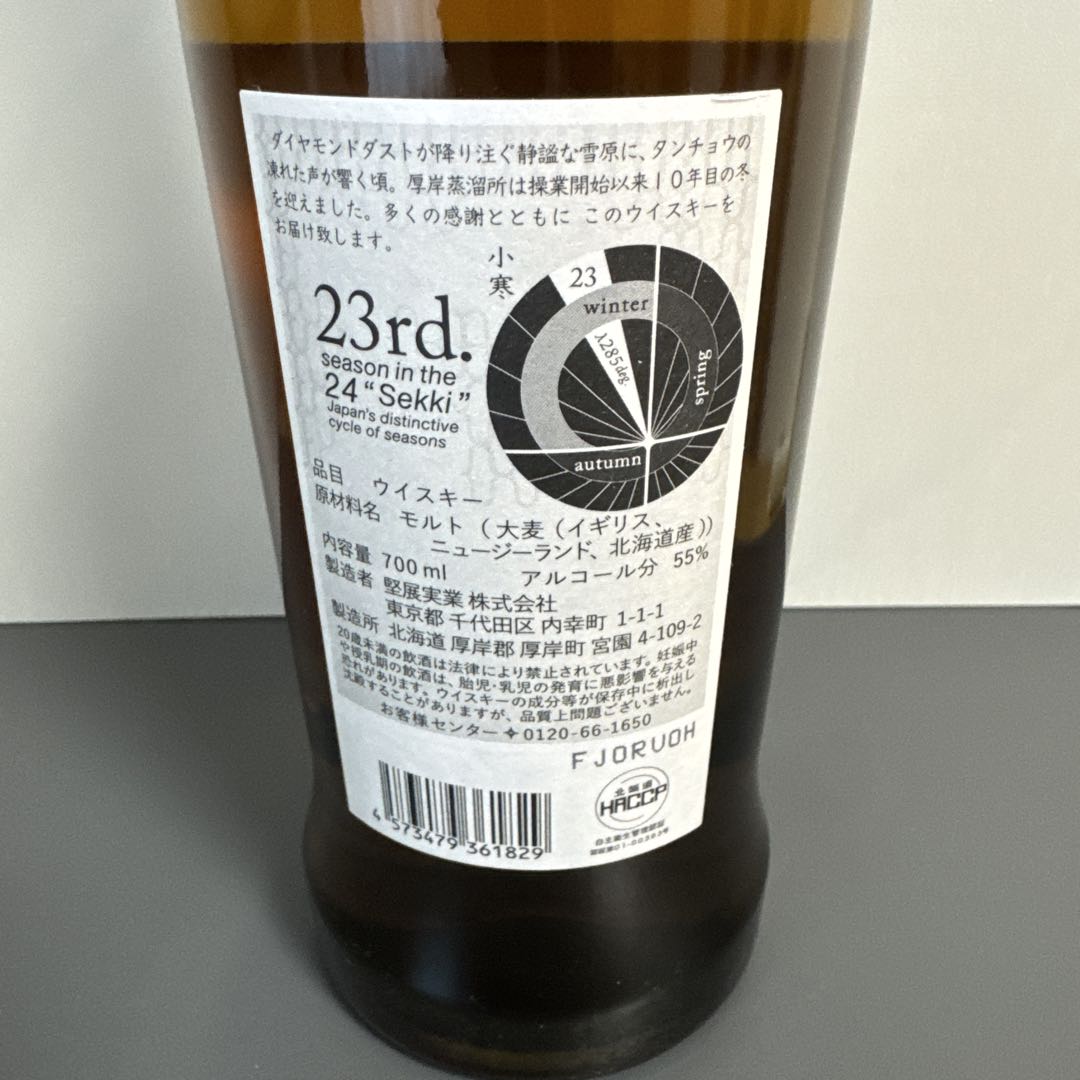 ダイヤモンドダストが降り注ぐ静謐な雪原に、タンチョウの
凍れた声が響く頃。厚岸蒸溜所は操業開始以来10年目の冬
を迎えました。多くの感謝とともに このウイスキーを
お届け致します。
小寒
23
winter
λ285deg.
spring
autumn
23rd.
season in the
24 “Sekki”
Japan's distinctive
cycle of seasons
品目 ウイスキー
原材料名 モルト (大麦 (イギリス、
ニュージーランド、北海道産))
内容量 700ml アルコール分 55%
製造者 堅展実業 株式会社
東京都 千代田区 内幸町 1-1-1
製造所 北海道 厚岸郡 厚岸町 宮園 4-109-2
20歳未満の飲酒は法律により禁止されています。妊娠中
や授乳期の飲酒は、胎児・乳児の発育に悪影響を与える
恐れがあります。ウイスキーの成分等が保存中に析出し
沈殿することがありますが、品質上問題ございません。
お客様センター✦0120-66-1650
FJORUOH
4 573479 361829
北海道
HACCP
自主衛生管理認証